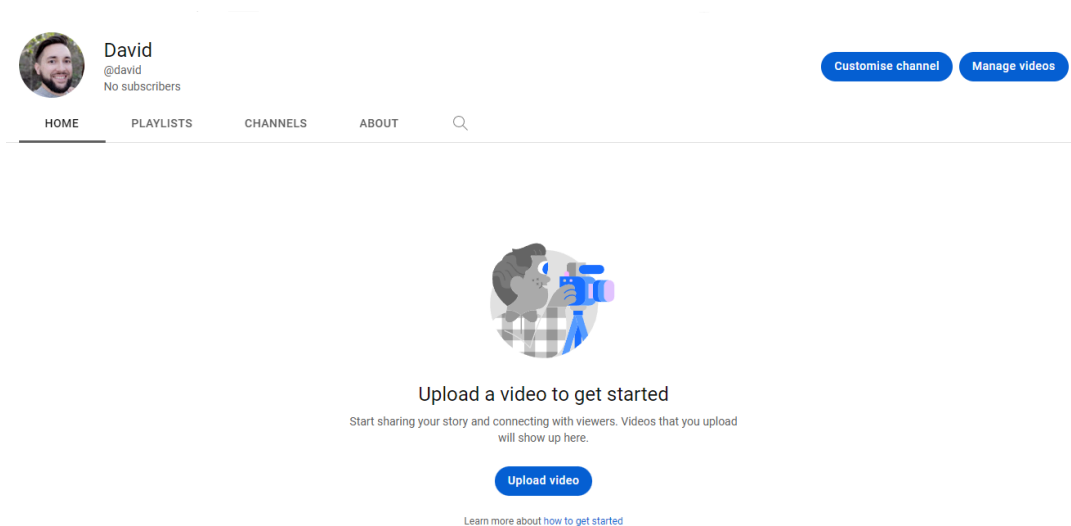 David
@david
No subscribers
Customise channel
Manage videos
HOME
PLAYLISTS
CHANNELS
ABOUT
Upload a video to get started
Start sharing your story and connecting with viewers. Videos that you upload
will show up here.
Upload video
Learn more about how to get started